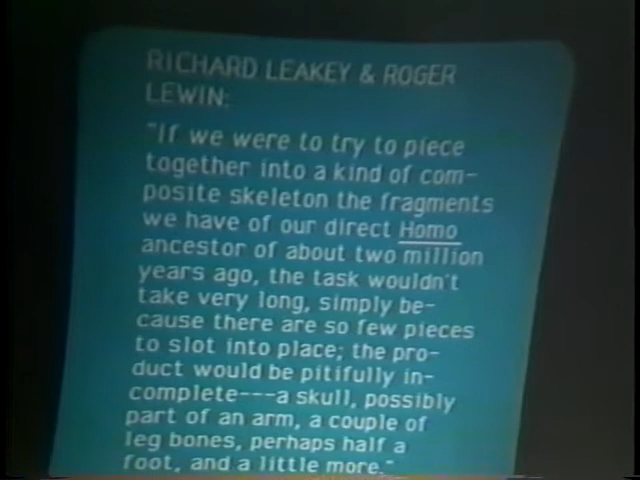 RICHARD LEAKEY & ROGER
LEWIN:
"If we were to try to piece
together into a kind of com-
posite skeleton the fragments
we have of our direct Homo
ancestor of about two million
years ago, the task wouldn't
take very long, simply be-
cause there are so few pieces
to slot into place; the pro-
duct would be pitifully in-
complete---a skull, possibly
part of an arm, a couple of
leg bones, perhaps half a
foot, and a little more."